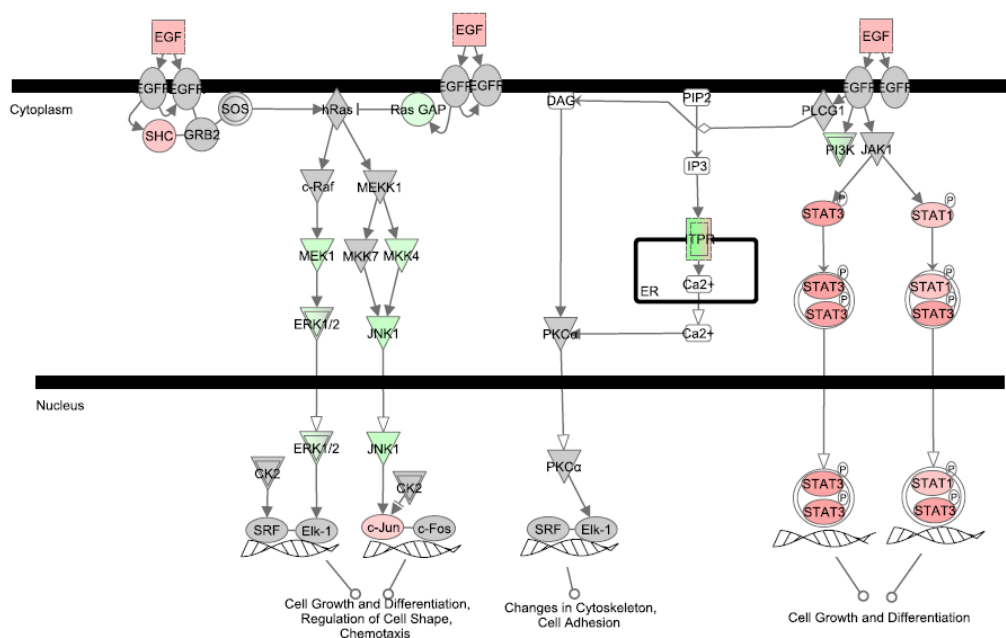 EGF
EGF
EGF
EGFR EGFR
EGFR EGFR
EGFR EGFR
Cytoplasm
SOS
hRas
Ras GAP
DAG
PIP2
PLCG1
SHC
GRB2
PI3K
JAK1
IP3
c-Raf
MEKK1
P
P
STAT3
STAT1
ITPR
MEK1
MKK7
MKK4
ER
Ca2+
P
P
STAT3
STAT1
P
P
STAT3
STAT3
ERK1/2
JNK1
PKCα
Ca2+
Nucleus
ERK1/2
JNK1
PKCα
CK2
CK2
P
P
STAT3
STAT1
P
P
STAT3
STAT3
SRF
Elk-1
c-Jun
c-Fos
SRF
Elk-1
Cell Growth and Differentiation,
Regulation of Cell Shape,
Chemotaxis
Changes in Cytoskeleton,
Cell Adhesion
Cell Growth and Differentiation